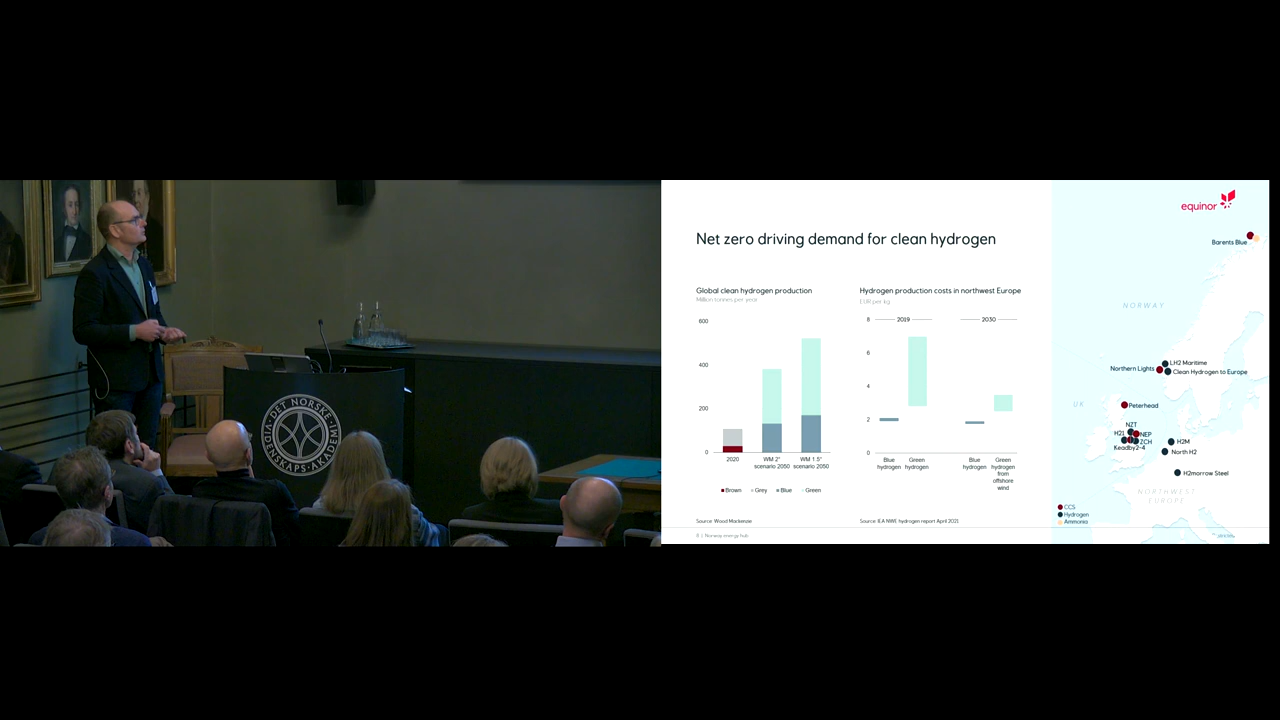 equinor
Net zero driving demand for clean hydrogen
Global clean hydrogen production
Million tonnes per year
600
400
200
0
2020
WM 2°
scenario 2050
WM 1.5°
scenario 2050
Brown
Grey
Blue
Green
Source: Wood Mackenzie
Hydrogen production costs in northwest Europe
EUR per kg
8
6
4
2
0
2019
2030
Blue
hydrogen
Green
hydrogen
Blue
hydrogen
Green
hydrogen
from
offshore
wind
Source: IEA NWE hydrogen report April 2021
8 | Norway energy hub
Barents Blue
NORWAY
LH2 Maritime
Northern Lights
Clean Hydrogen to Europe
UK
Peterhead
NZT
H21
NEP
ZCH
Keadby2-4
H2M
North H2
H2morrow Steel
NORTHWEST
EUROPE
CCS
Hydrogen
Ammonia
DET NORSKE
VIDENSKAPS-AKADEMI